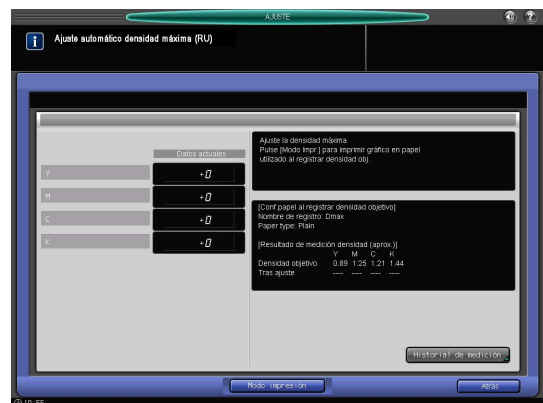 AJUSTE
Ajuste automático densidad máxima (RU)
Datos actuales
Y +0
M +0
C +0
K +0
Ajuste la densidad máxima
Pulse [Modo Impr.] para imprimir gráfico en papel
utilizado al registrar densidad obj.
[Conf.papel al registrar densidad objetivo]
Nombre de registro: Dmax
Paper type: Plain
[Resultado de medición densidad (aprox.)]
Y M C K
Densidad objetivo 0.89 1.25 1.21 1.44
Tras ajuste ---- ---- ---- ----
Historial de medición
Modo impresión
Atrás
10:55